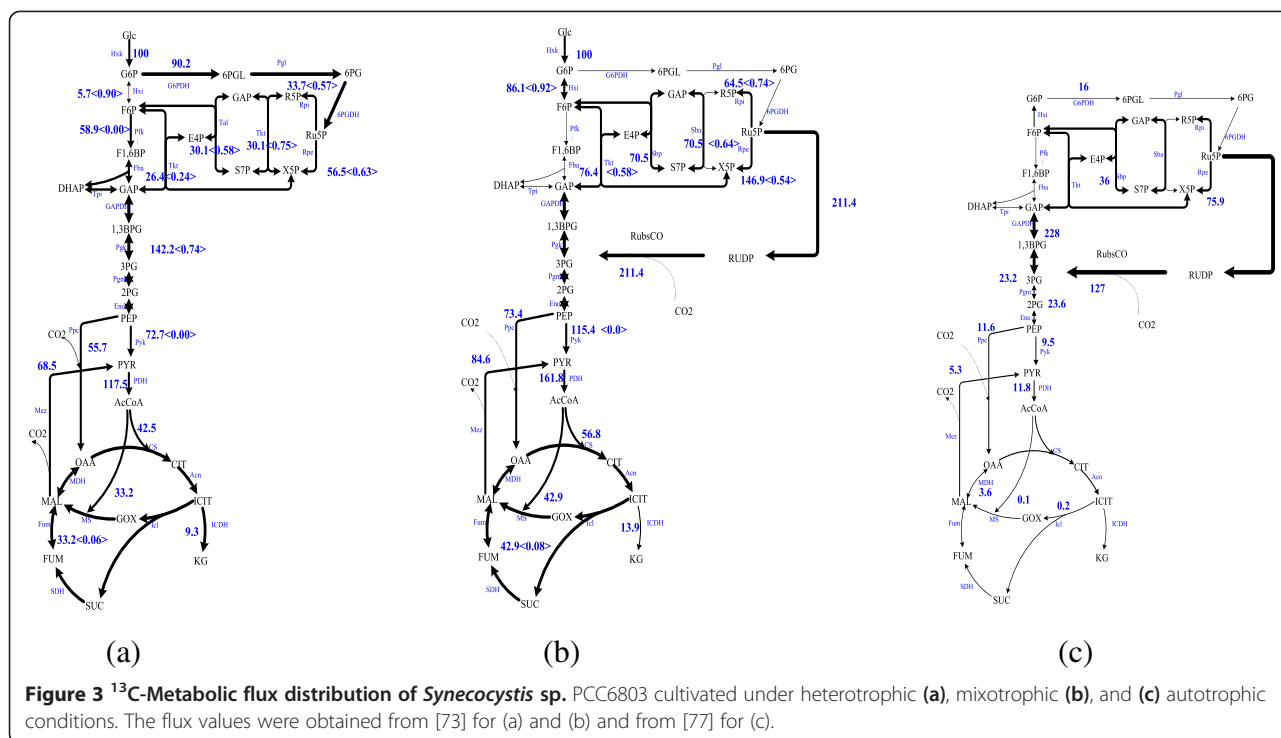 Glc
Hxk
100
G6P
90.2
G6PDH
6PGL
Pgl
6PG
33.7<0.57>
5.7<0.90>
Hxi
F6P
GAP
R5P
Rpi
6PGDH
Tal
58.9<0.00>
Pfk
E4P
Tkt
Ru5P
30.1<0.58>
30.1<0.75>
F1,6BP
Rpe
Fba
Tkt
26.4<0.24>
S7P
X5P
56.5<0.63>
DHAP
Tpi
GAP
GAPDH
1,3BPG
Pgk
142.2<0.74>
3PG
Pgm
2PG
Eno
PEP
Ppc
CO2
55.7
72.7<0.00>
Pyk
68.5
PYR
117.5
PDH
AcCoA
Mez
42.5
CO2
OAA
CS
CIT
MDH
Acn
33.2
MAL
ICIT
MS
GOX
Icl
Fum
ICDH
9.3
33.2<0.06>
FUM
KG
SDH
SUC
(a)
Glc
Hxk
100
G6P
G6PDH
6PGL
Pgl
6PG
86.1<0.92>
Hxi
64.5<0.74>
F6P
GAP
R5P
Rpi
6PGDH
Pfk
E4P
Sba
Ru5P
70.5
70.5 <0.64>
F1,6BP
Sbp
Rpe
Fba
76.4
Tkt
<0.58>
S7P
X5P
146.9<0.54>
DHAP
Tpi
GAP
211.4
GAPDH
1,3BPG
Pgk
RubsCO
3PG
211.4
RUDP
Pgm
2PG
CO2
Eno
73.4
PEP
Ppc
115.4 <0.0>
CO2
Pyk
84.6
PYR
161.8
PDH
CO2
AcCoA
Mez
56.8
OAA
CS
CIT
MDH
Acn
42.9
MAL
ICIT
MS
GOX
Icl
Fum
13.9
ICDH
42.9<0.08>
FUM
KG
SDH
SUC
(b)
16
G6P
G6PDH
6PGL
Pgl
6PG
Hxi
F6P
GAP
R5P
Rpi
6PGDH
Pfk
E4P
Sba
Ru5P
F1,6BP
Sbp
36
Rpe
Fba
Tkt
S7P
X5P
75.9
DHAP
Tpi
GAP
GAPDH
228
1,3BPG
RubsCO
23.2
3PG
127
RUDP
Pgm
2PG
23.6
CO2
Eno
11.6
PEP
Ppc
9.5
CO2
Pyk
5.3
PYR
11.8
PDH
CO2
AcCoA
Mez
OAA
CS
CIT
MDH
3.6
Acn
0.1
0.2
MAL
ICIT
MS
GOX
Icl
Fum
ICDH
FUM
KG
SDH
SUC
(c)
Figure 3 ¹³C-Metabolic flux distribution of Synecocystis sp. PCC6803 cultivated under heterotrophic (a), mixotrophic (b), and (c) autotrophic
conditions. The flux values were obtained from [73] for (a) and (b) and from [77] for (c).